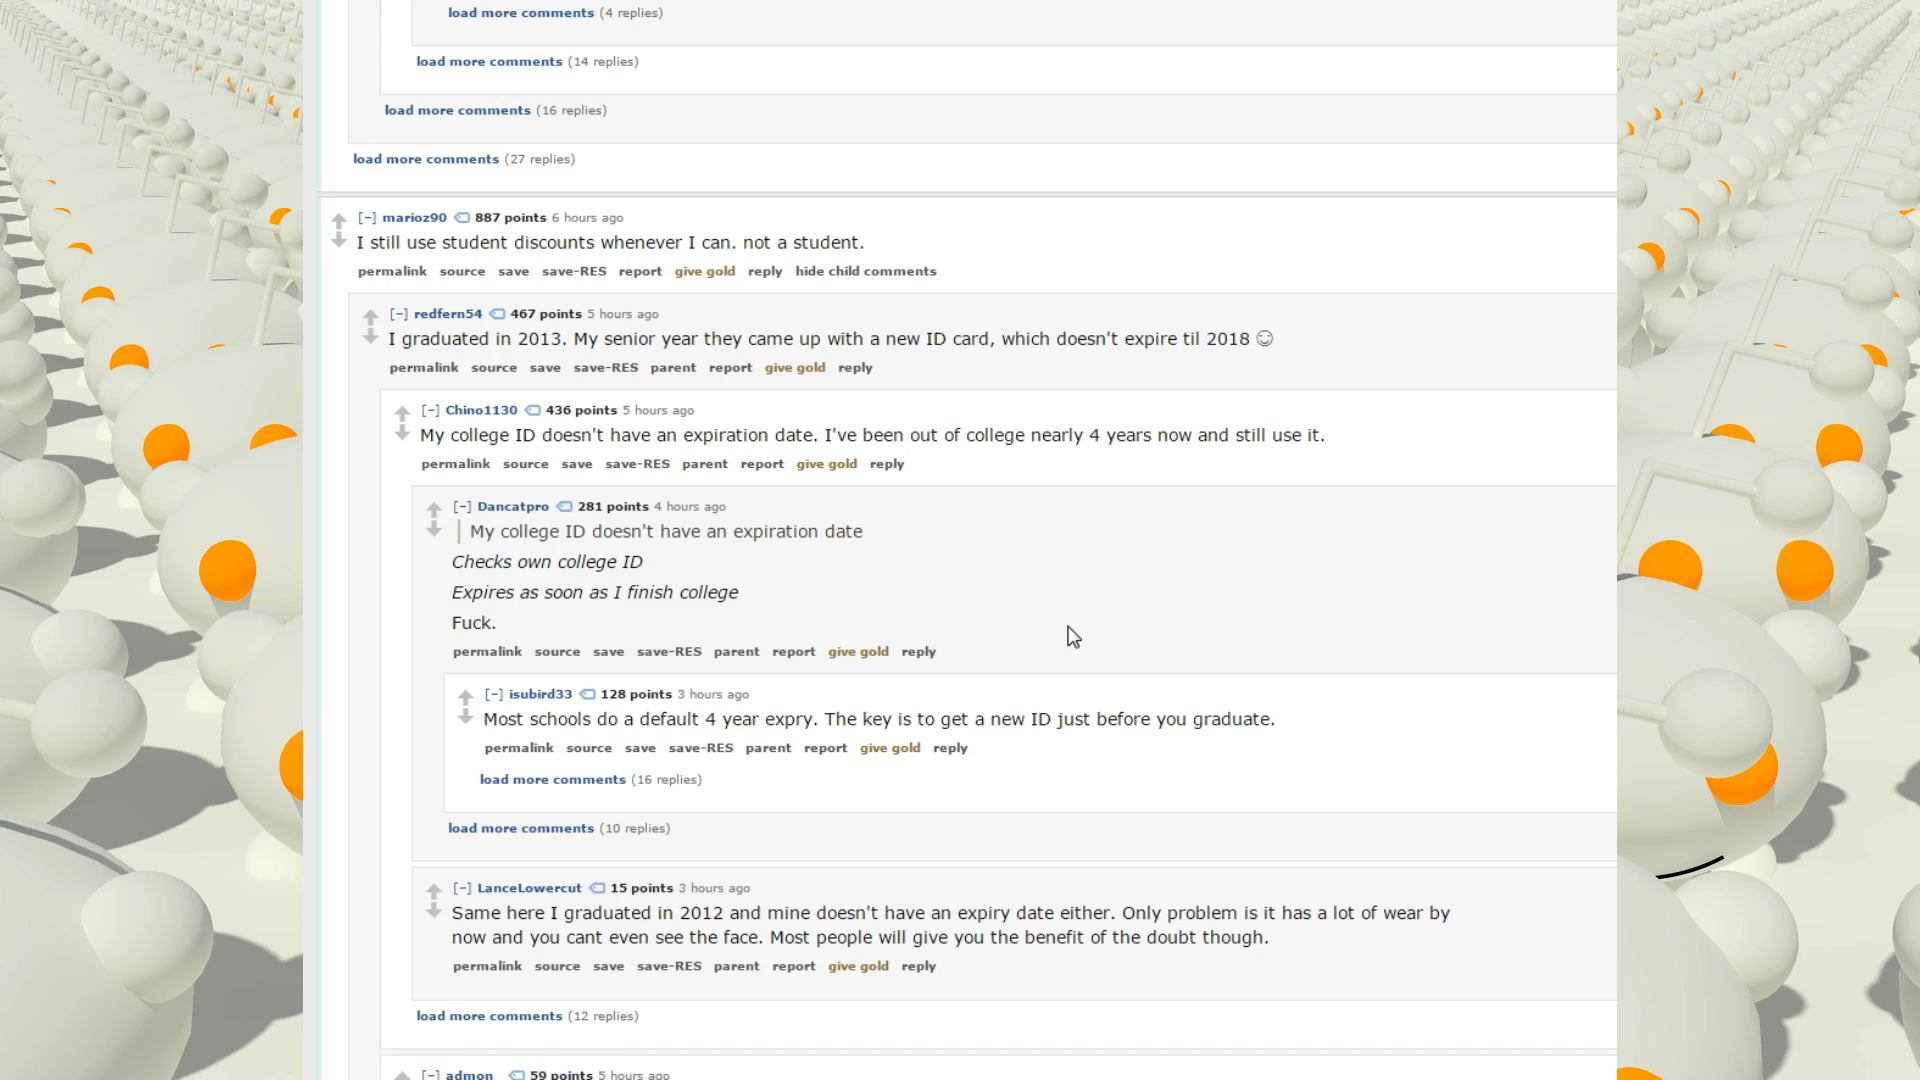 load more comments (4 replies)
load more comments (14 replies)
load more comments (16 replies)
load more comments (27 replies)
[–] marioz90 887 points 6 hours ago
I still use student discounts whenever I can. not a student.
permalink source save save-RES report give gold reply hide child comments
[–] redfern54 467 points 5 hours ago
I graduated in 2013. My senior year they came up with a new ID card, which doesn't expire til 2018 ☺
permalink source save save-RES parent report give gold reply
[–] Chino1130 436 points 5 hours ago
My college ID doesn't have an expiration date. I've been out of college nearly 4 years now and still use it.
permalink source save save-RES parent report give gold reply
[–] Dancatpro 281 points 4 hours ago
My college ID doesn't have an expiration date
Checks own college ID
Expires as soon as I finish college
Fuck.
permalink source save save-RES parent report give gold reply
[–] isubird33 128 points 3 hours ago
Most schools do a default 4 year expry. The key is to get a new ID just before you graduate.
permalink source save save-RES parent report give gold reply
load more comments (16 replies)
load more comments (10 replies)
[–] LanceLowercut 15 points 3 hours ago
Same here I graduated in 2012 and mine doesn't have an expiry date either. Only problem is it has a lot of wear by
now and you cant even see the face. Most people will give you the benefit of the doubt though.
permalink source save save-RES parent report give gold reply
load more comments (12 replies)
[–] admon_ 59 points 5 hours ago